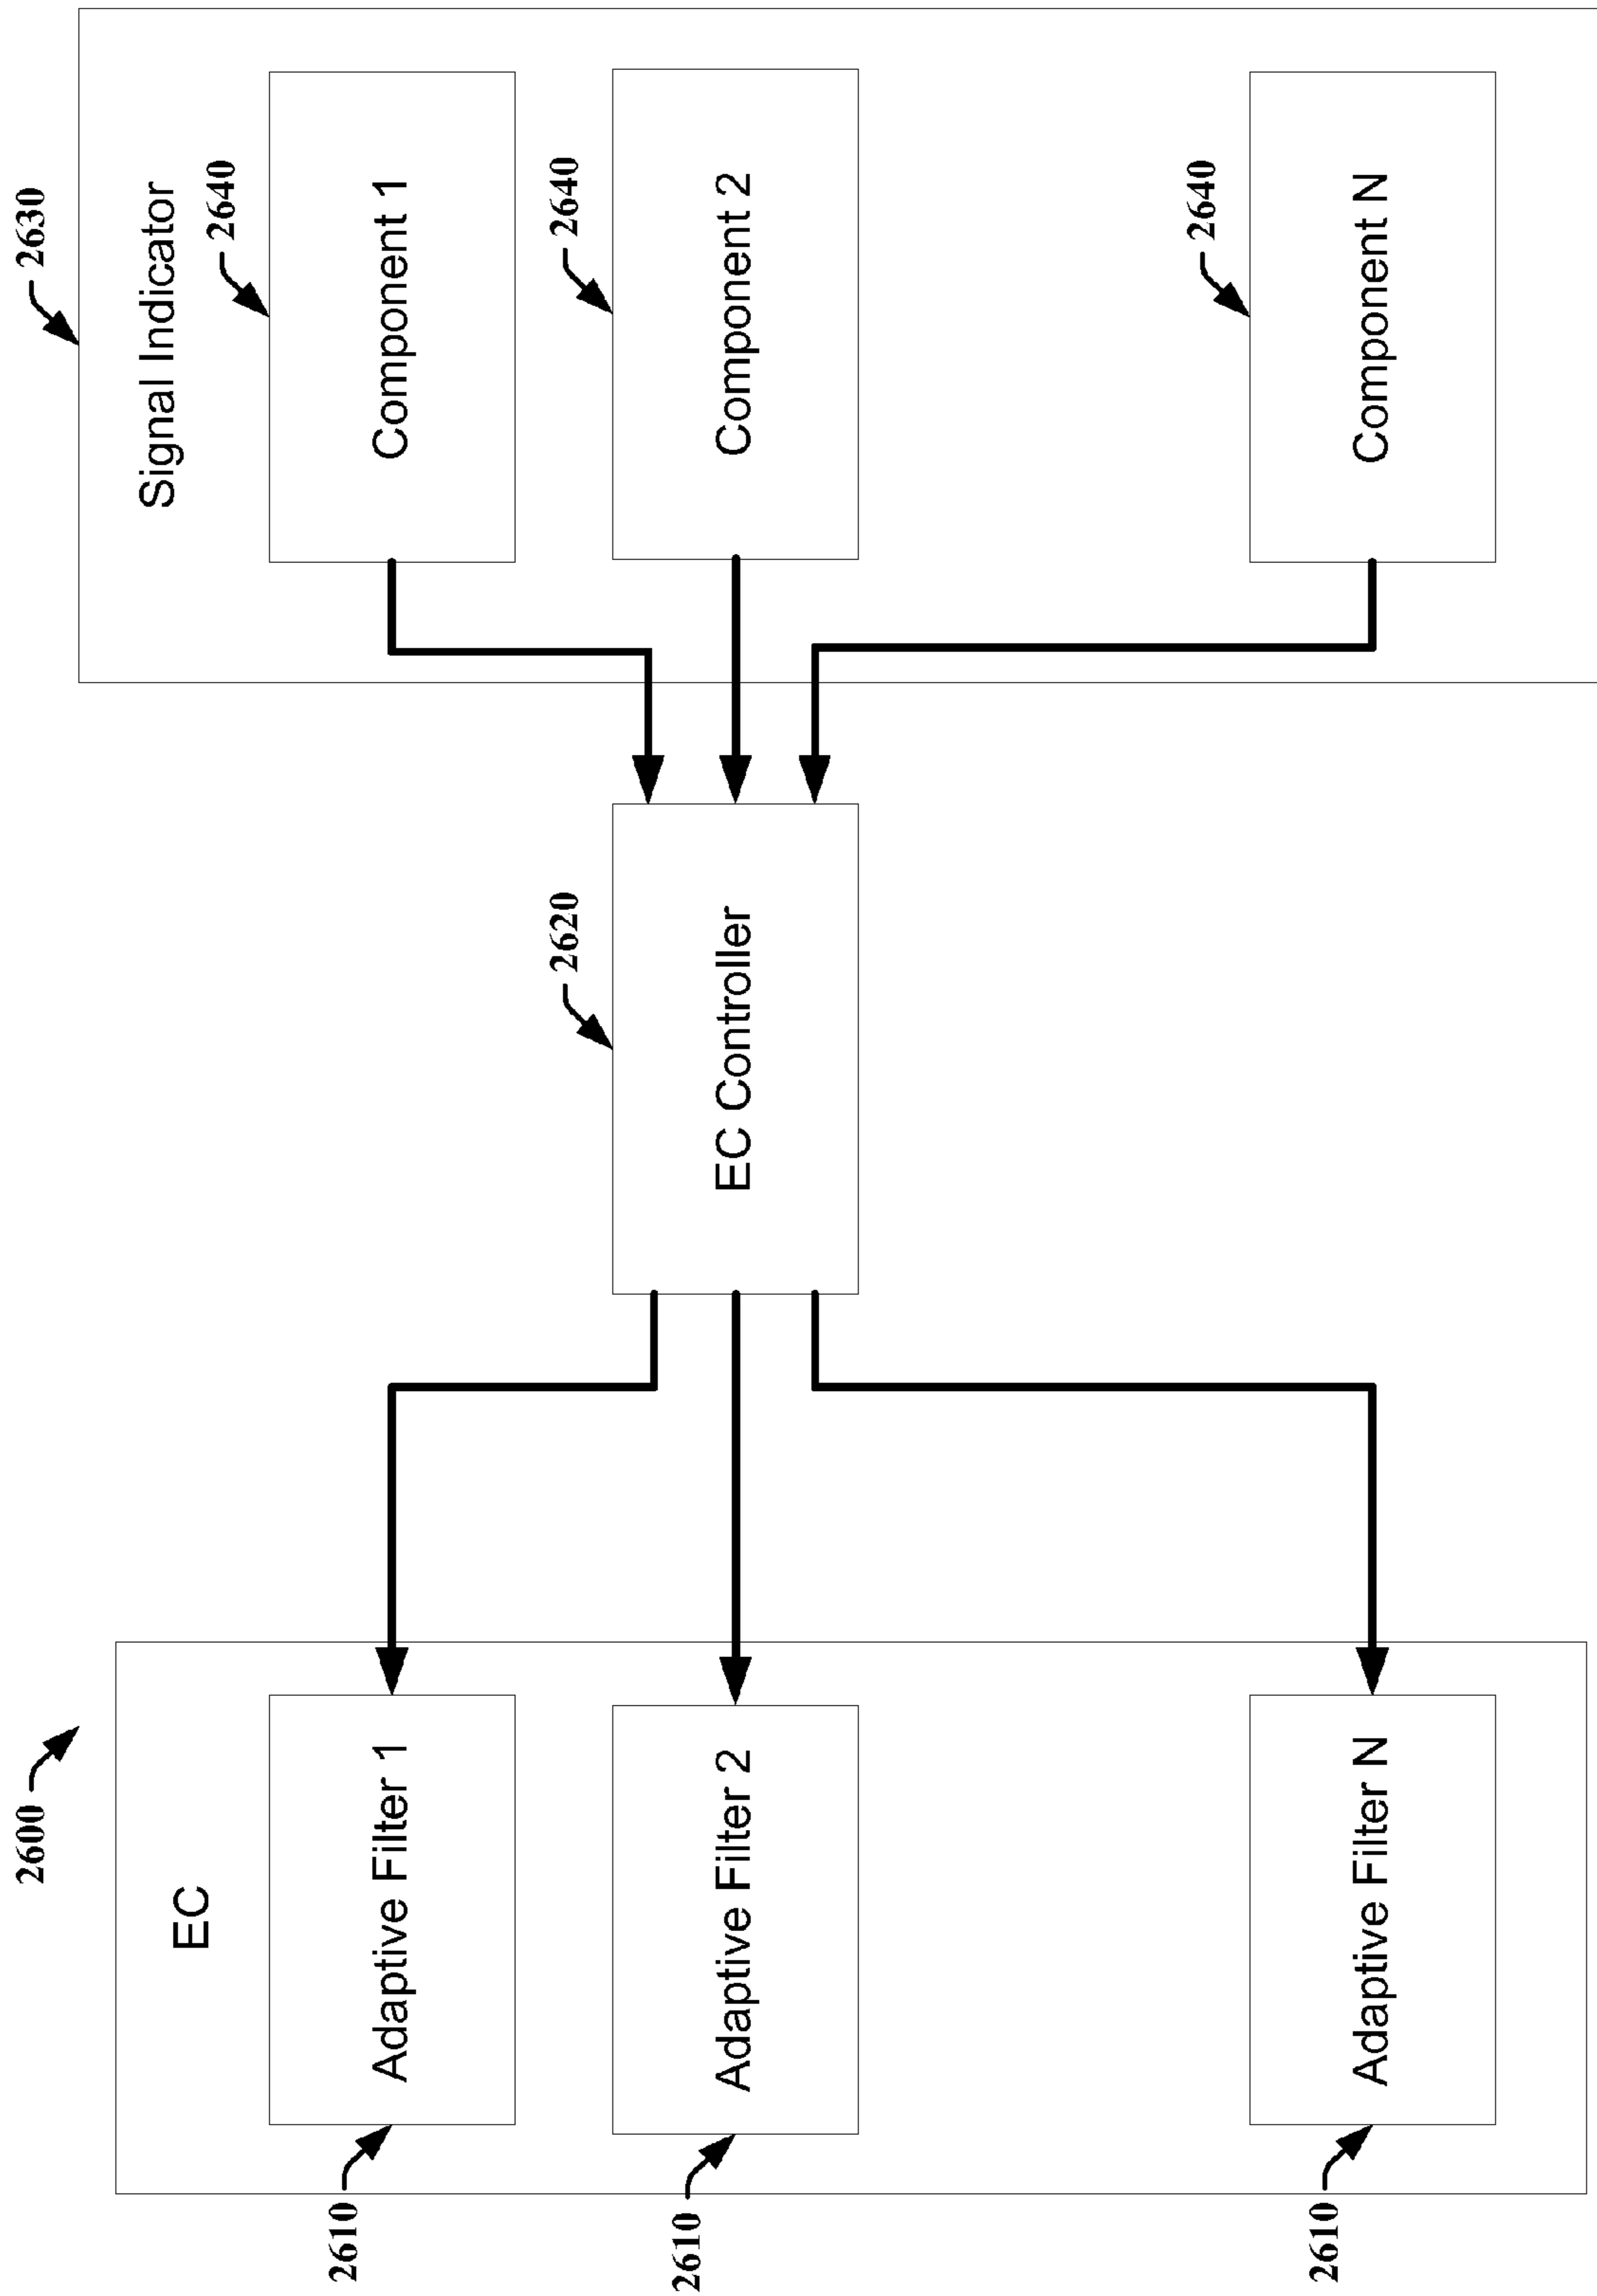 2600
EC
2610
Adaptive Filter 1
2610
Adaptive Filter 2
2610
Adaptive Filter N
2620
EC Controller
2630
Signal Indicator
2640
Component 1
2640
Component 2
2640
Component N